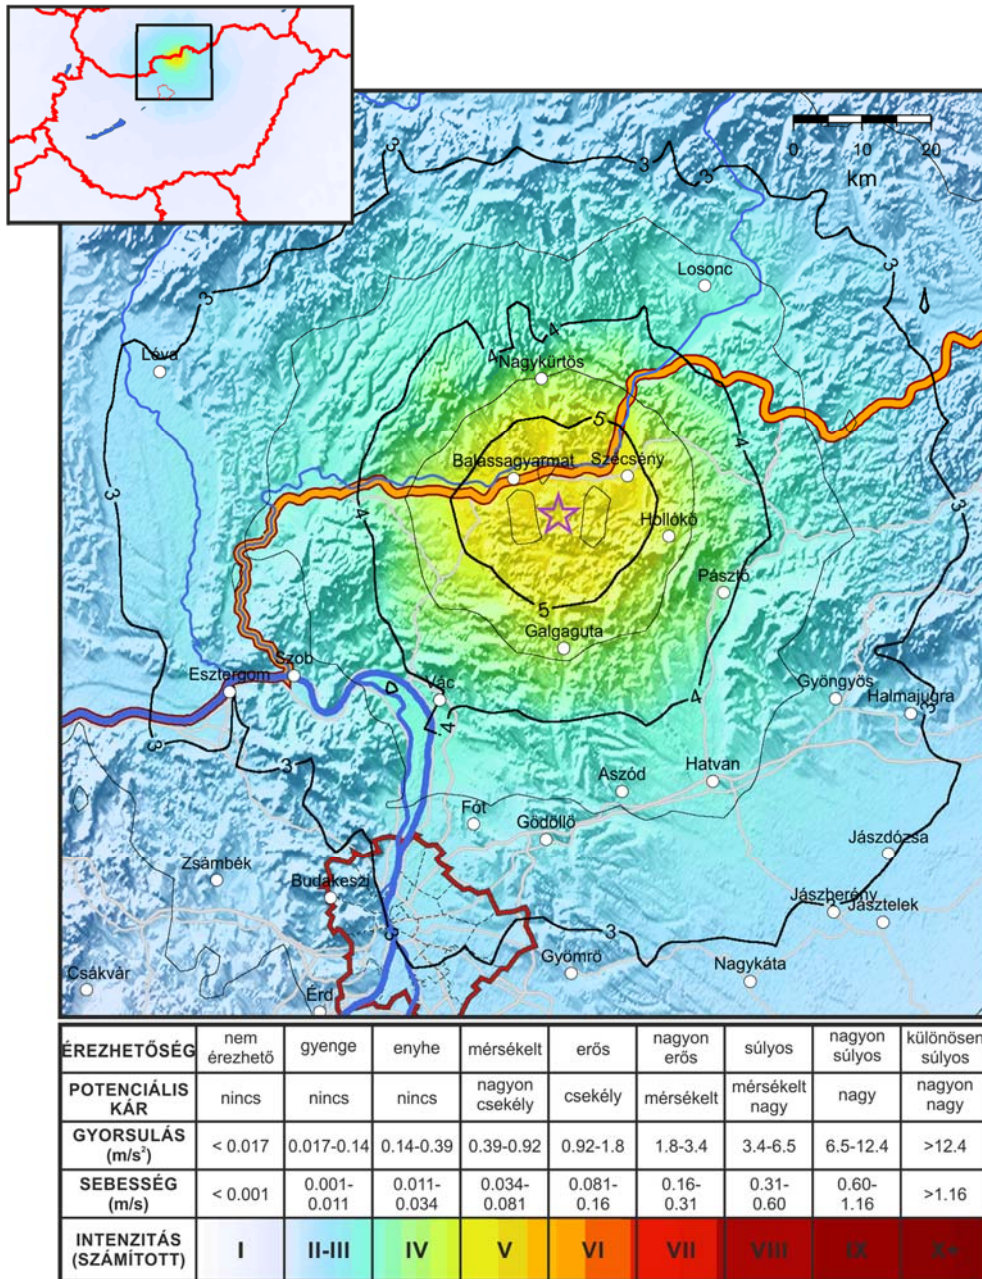 0 10 20
km
3
3
3
3
Losonc
Léva
4
4
Nagykürtös
5
4
Balassagyarmat
Szécsény
3
4
3
Hollókő
Pásztó
5
Galgaguta
Szob
Esztergom
Vác
4
Gyöngyös
Halmajugra
3
4
3
3
Aszód
Hatvan
Fót
Gödöllő
Jászdózsa
Zsámbék
Budakeszi
Jászberény
Jásztelek
3
3
3
Gyömrő
Nagykáta
Csákvár
Érd
ÉREZHETŐSÉG nem érezhető gyenge enyhe mérsékelt erős nagyon erős súlyos nagyon súlyos különösen súlyos
POTENCIÁLIS KÁR nincs nincs nincs nagyon csekély csekély mérsékelt mérsékelt nagy nagy nagyon nagy
GYORSULÁS (m/s²) < 0.017 0.017-0.14 0.14-0.39 0.39-0.92 0.92-1.8 1.8-3.4 3.4-6.5 6.5-12.4 >12.4
SEBESSÉG (m/s) < 0.001 0.001-0.011 0.011-0.034 0.034-0.081 0.081-0.16 0.16-0.31 0.31-0.60 0.60-1.16 >1.16
INTENZITÁS (SZÁMÍTOTT) I II-III IV V VI VII VIII IX X+